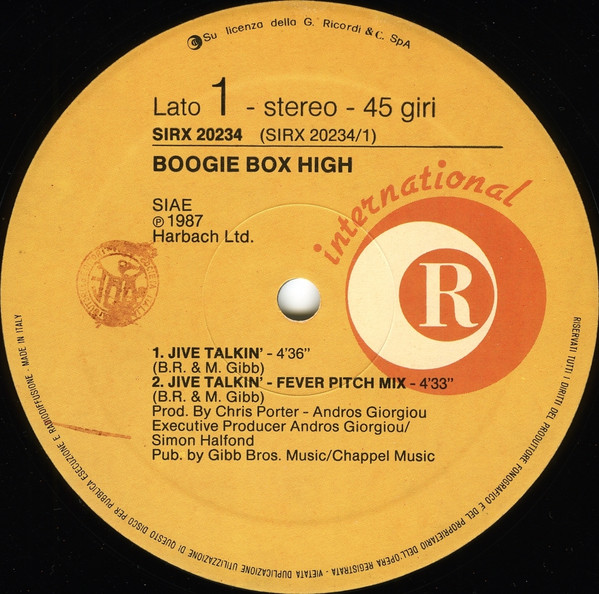 Su licenza della G. Ricordi & C. SpA
Lato 1 - stereo - 45 giri
SIRX 20234 (SIRX 20234/1)
BOOGIE BOX HIGH
SIAE
℗ 1987
Harbach Ltd.
international
R
1. JIVE TALKIN' - 4'36"
(B.R. & M. Gibb)
2. JIVE TALKIN' - FEVER PITCH MIX - 4'33"
(B.R. & M. Gibb)
Prod. By Chris Porter - Andros Giorgiou
Executive Producer Andros Giorgiou/
Simon Halfond
Pub. by Gibb Bros. Music/Chappel Music
RISERVATI TUTTI I DIRITTI DEL PRODUTTORE FONOGRAFICO E DEL PROPRIETARIO DELL'OPERA REGISTRATA - VIETATA DUPLICAZIONE UTILIZZAZIONE DI QUESTO DISCO PER PUBBLICA ESECUZIONE E RADIODIFFUSIONE - MADE IN ITALY